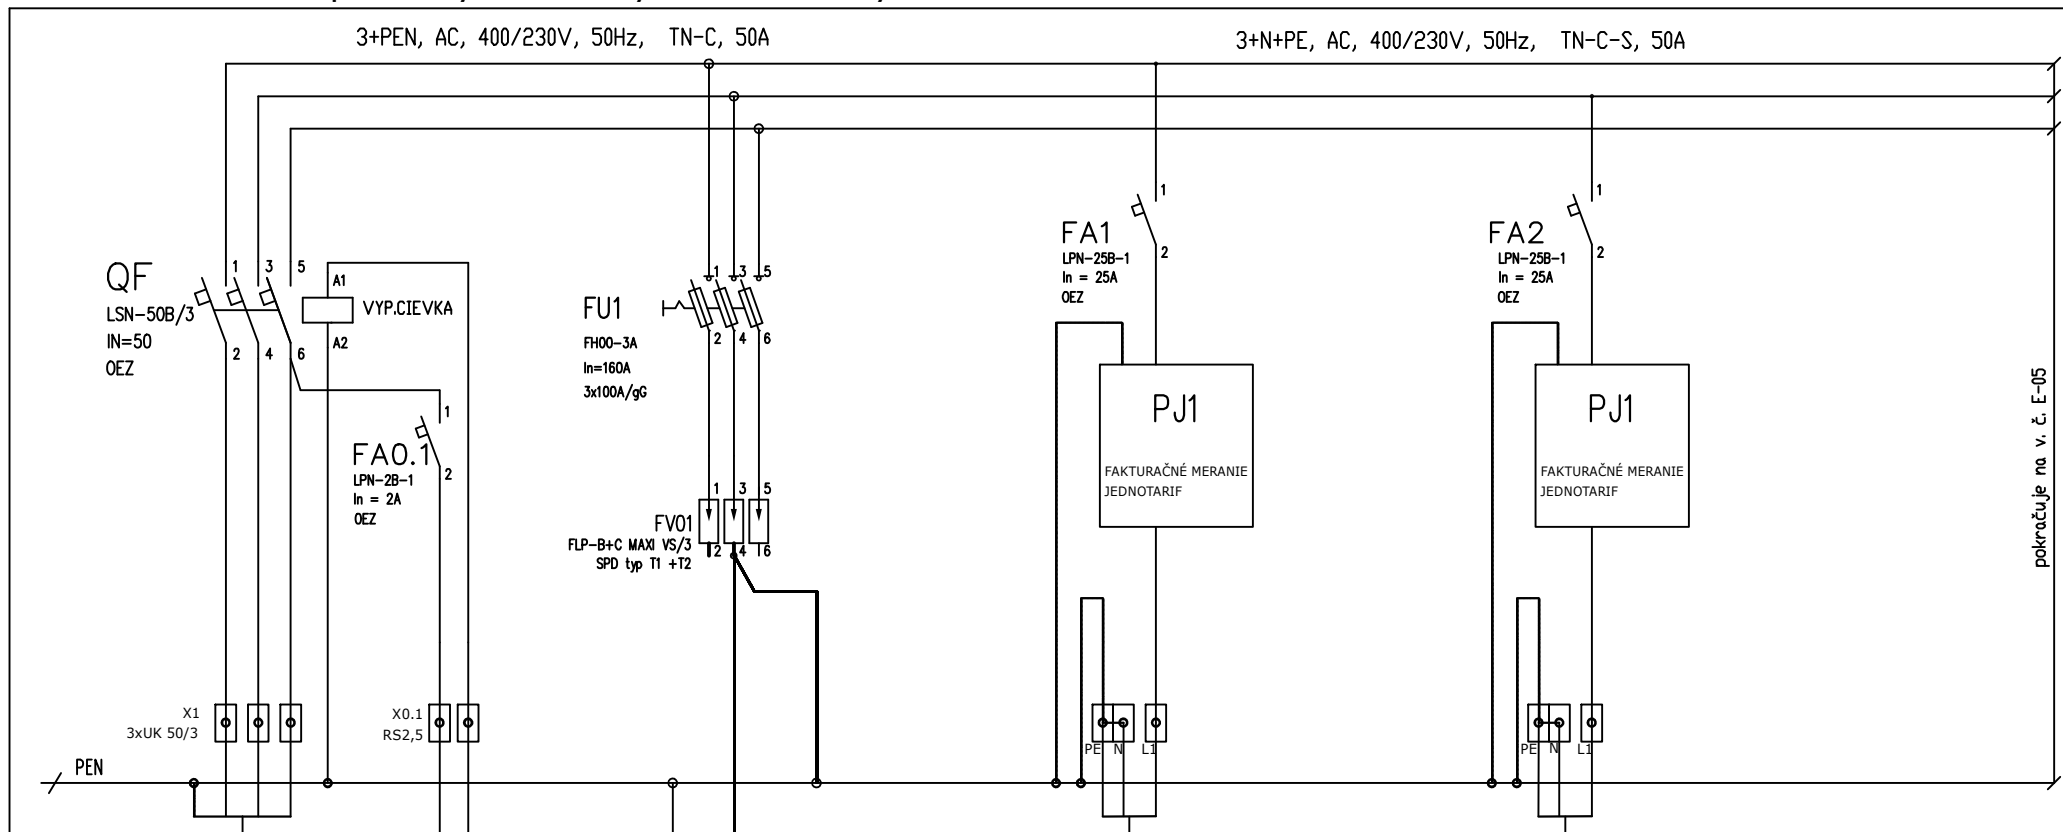 3+PEN, AC, 400/230V, 50Hz, TN-C, 50A
3+N+PE, AC, 400/230V, 50Hz, TN-C-S, 50A
QF
LSN-50B/3
IN=50
OEZ
1
3
5
2
4
6
A1
A2
VYP.CIEVKA
FA0.1
LPN-2B-1
In = 2A
OEZ
1
2
FU1
FH00-3A
In=160A
3x100A/gG
1
3
5
2
4
6
FV01
FLP-B+C MAXI VS/3
SPD typ T1 +T2
1
3
5
2
4
6
FA1
LPN-25B-1
In = 25A
OEZ
1
2
PJ1
FAKTURAČNÉ MERANIE
JEDNOTARIF
FA2
LPN-25B-1
In = 25A
OEZ
1
2
PJ1
FAKTURAČNÉ MERANIE
JEDNOTARIF
pokračuje na v. č. E-05
X1
3xUK 50/3
X0.1
RS2,5
PE N L1
PE N L1
PEN